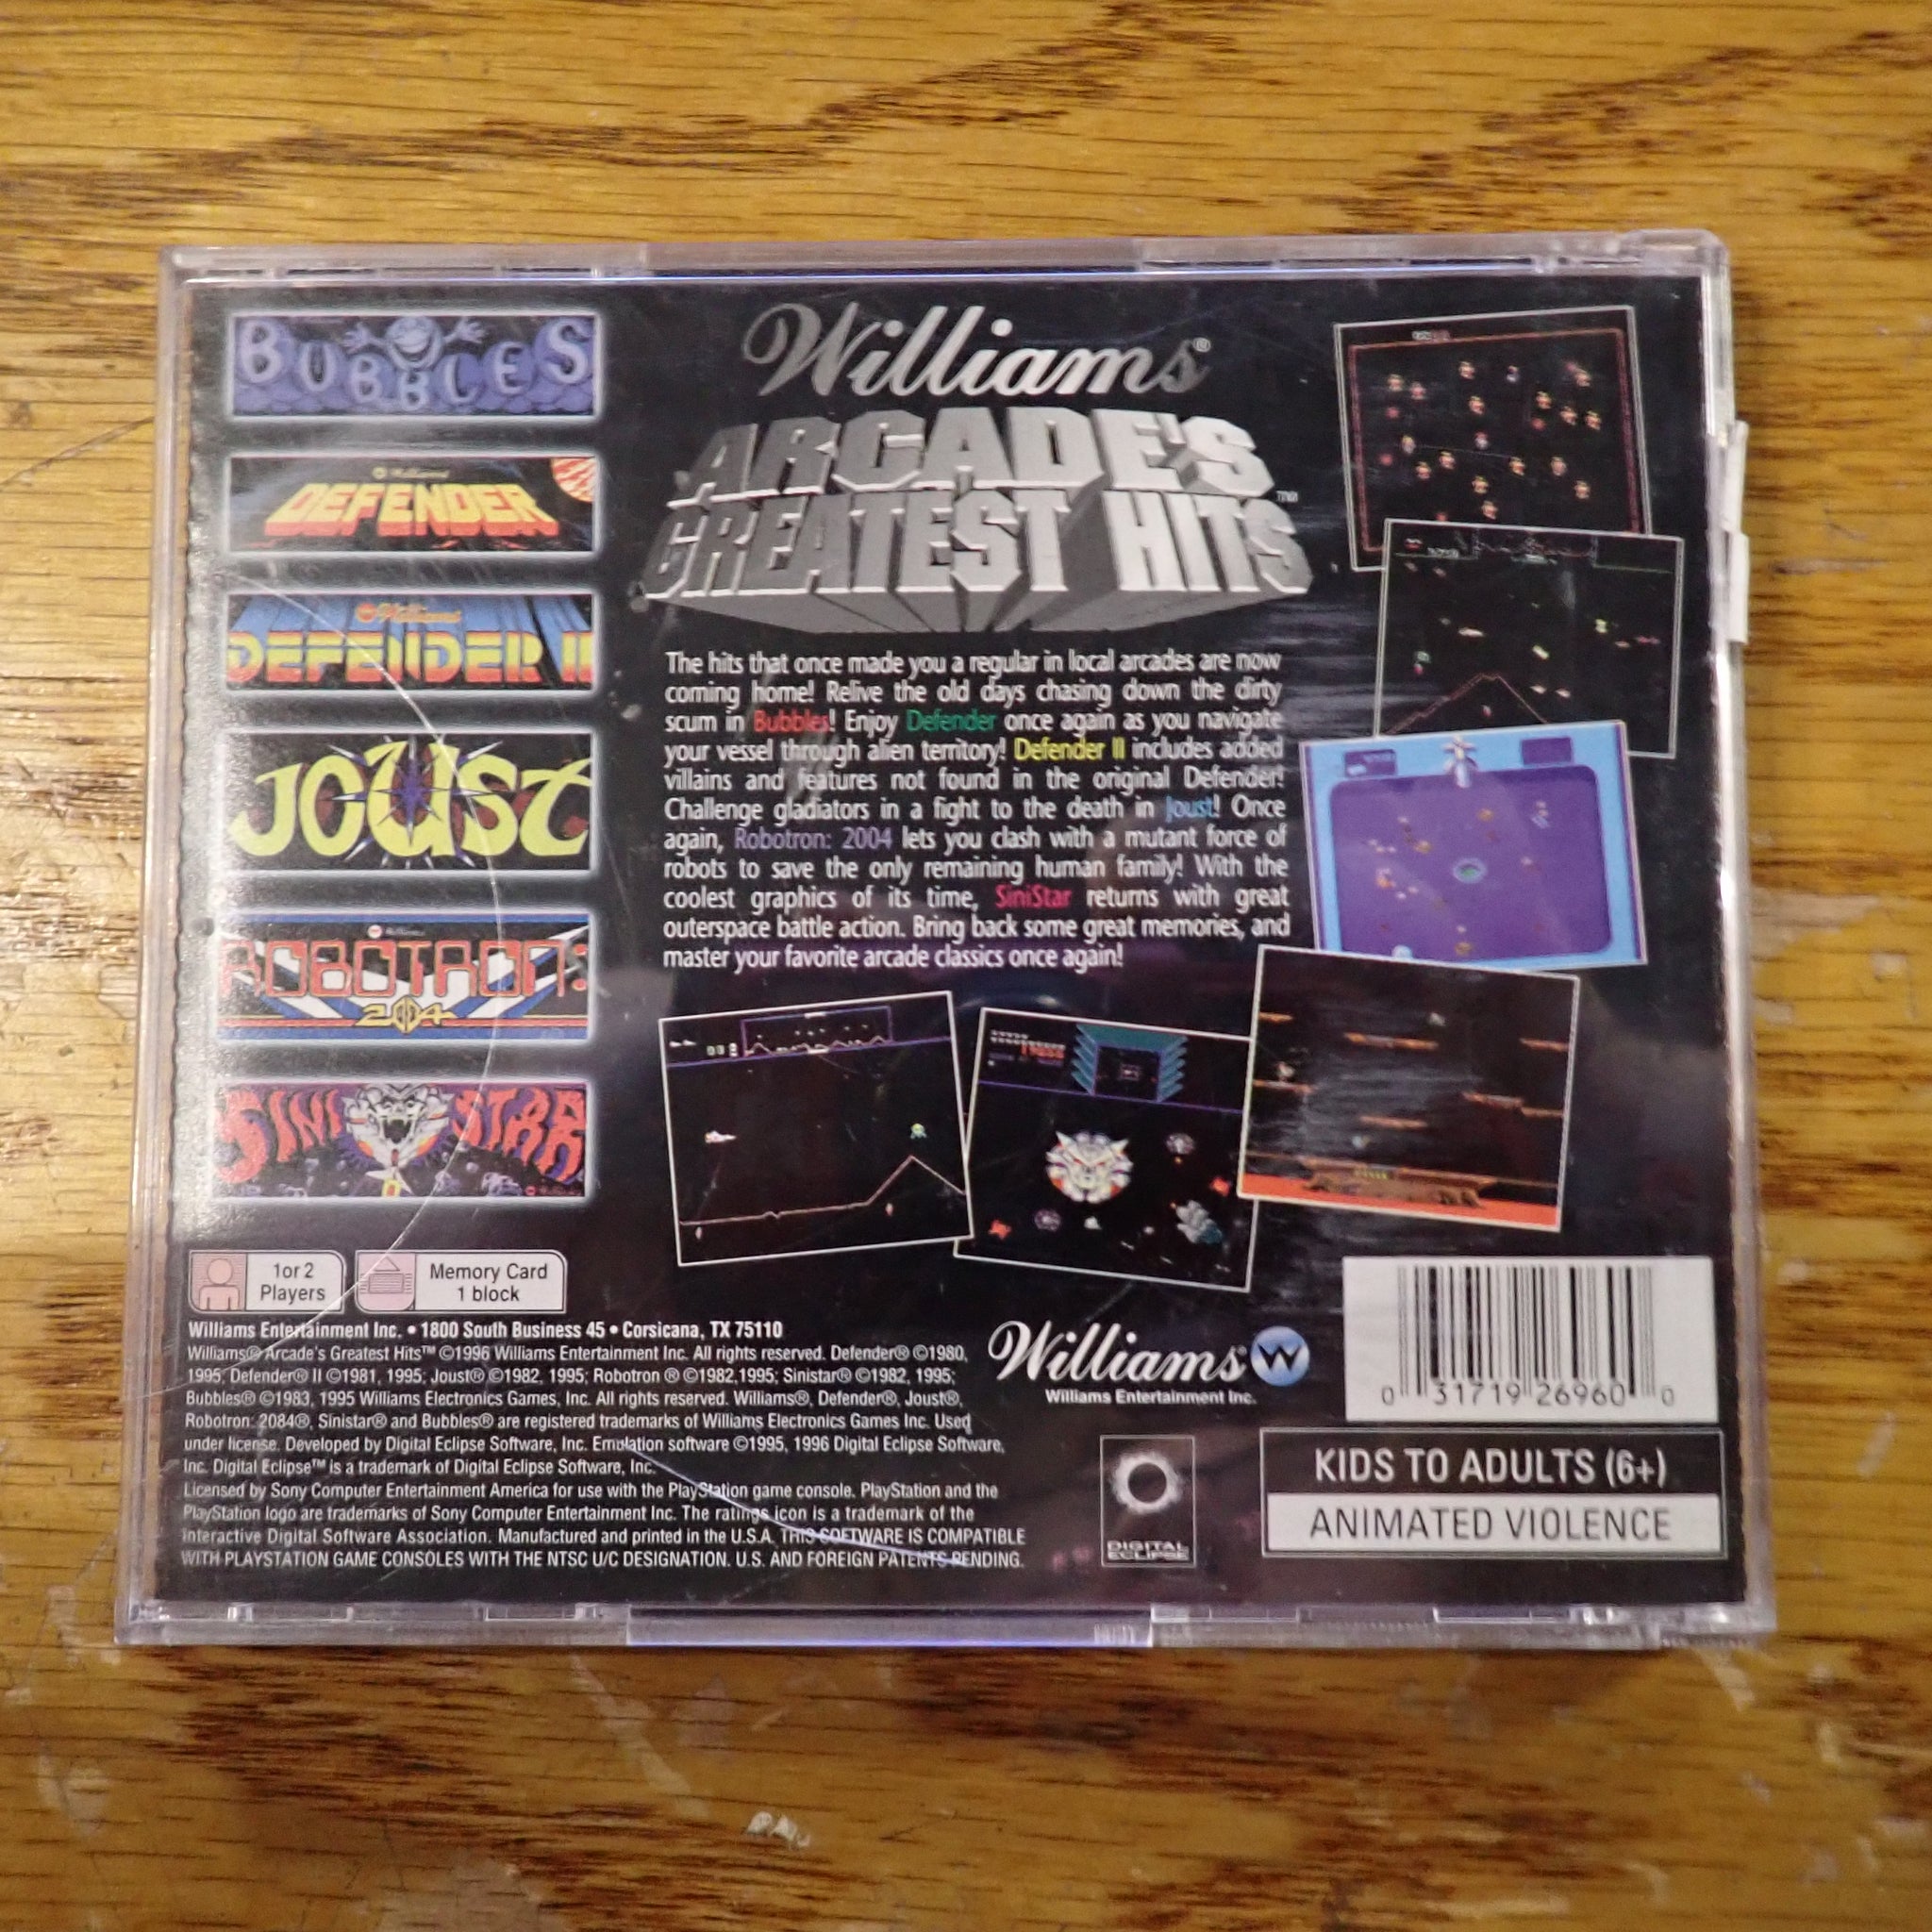 BUBBLES
Williams
DEFENDER
Williams
DEFENDER II
JOUST
Williams
ROBOTRON:
2004
SINISTAR
Williams®
ARCADE'S
GREATEST HITS™
The hits that once made you a regular in local arcades are now
coming home! Relive the old days chasing down the dirty
scum in Bubbles! Enjoy Defender once again as you navigate
your vessel through alien territory! Defender II includes added
villains and features not found in the original Defender!
Challenge gladiators in a fight to the death in Joust! Once
again, Robotron: 2004 lets you clash with a mutant force of
robots to save the only remaining human family! With the
coolest graphics of its time, SiniStar returns with great
outerspace battle action. Bring back some great memories, and
master your favorite arcade classics once again!
1or 2
Players
Memory Card
1 block
Williams Entertainment Inc. • 1800 South Business 45 • Corsicana, TX 75110
Williams® Arcade's Greatest Hits™ ©1996 Williams Entertainment Inc. All rights reserved. Defender® ©1980,
1995; Defender® II ©1981, 1995; Joust® ©1982, 1995; Robotron ® ©1982,1995; Sinistar® ©1982, 1995;
Bubbles® ©1983, 1995 Williams Electronics Games, Inc. All rights reserved. Williams®, Defender®, Joust®,
Robotron: 2084®, Sinistar® and Bubbles® are registered trademarks of Williams Electronics Games Inc. Used
under license. Developed by Digital Eclipse Software, Inc. Emulation software ©1995, 1996 Digital Eclipse Software,
Inc. Digital Eclipse™ is a trademark of Digital Eclipse Software, Inc.
Licensed by Sony Computer Entertainment America for use with the PlayStation game console. PlayStation and the
PlayStation logo are trademarks of Sony Computer Entertainment Inc. The ratings icon is a trademark of the
Interactive Digital Software Association. Manufactured and printed in the U.S.A. THIS SOFTWARE IS COMPATIBLE
WITH PLAYSTATION GAME CONSOLES WITH THE NTSC U/C DESIGNATION. U.S. AND FOREIGN PATENTS PENDING.
Williams® W
Williams Entertainment Inc.
DIGITAL
ECLIPSE
0 31719 26960 0
KIDS TO ADULTS (6+)
ANIMATED VIOLENCE